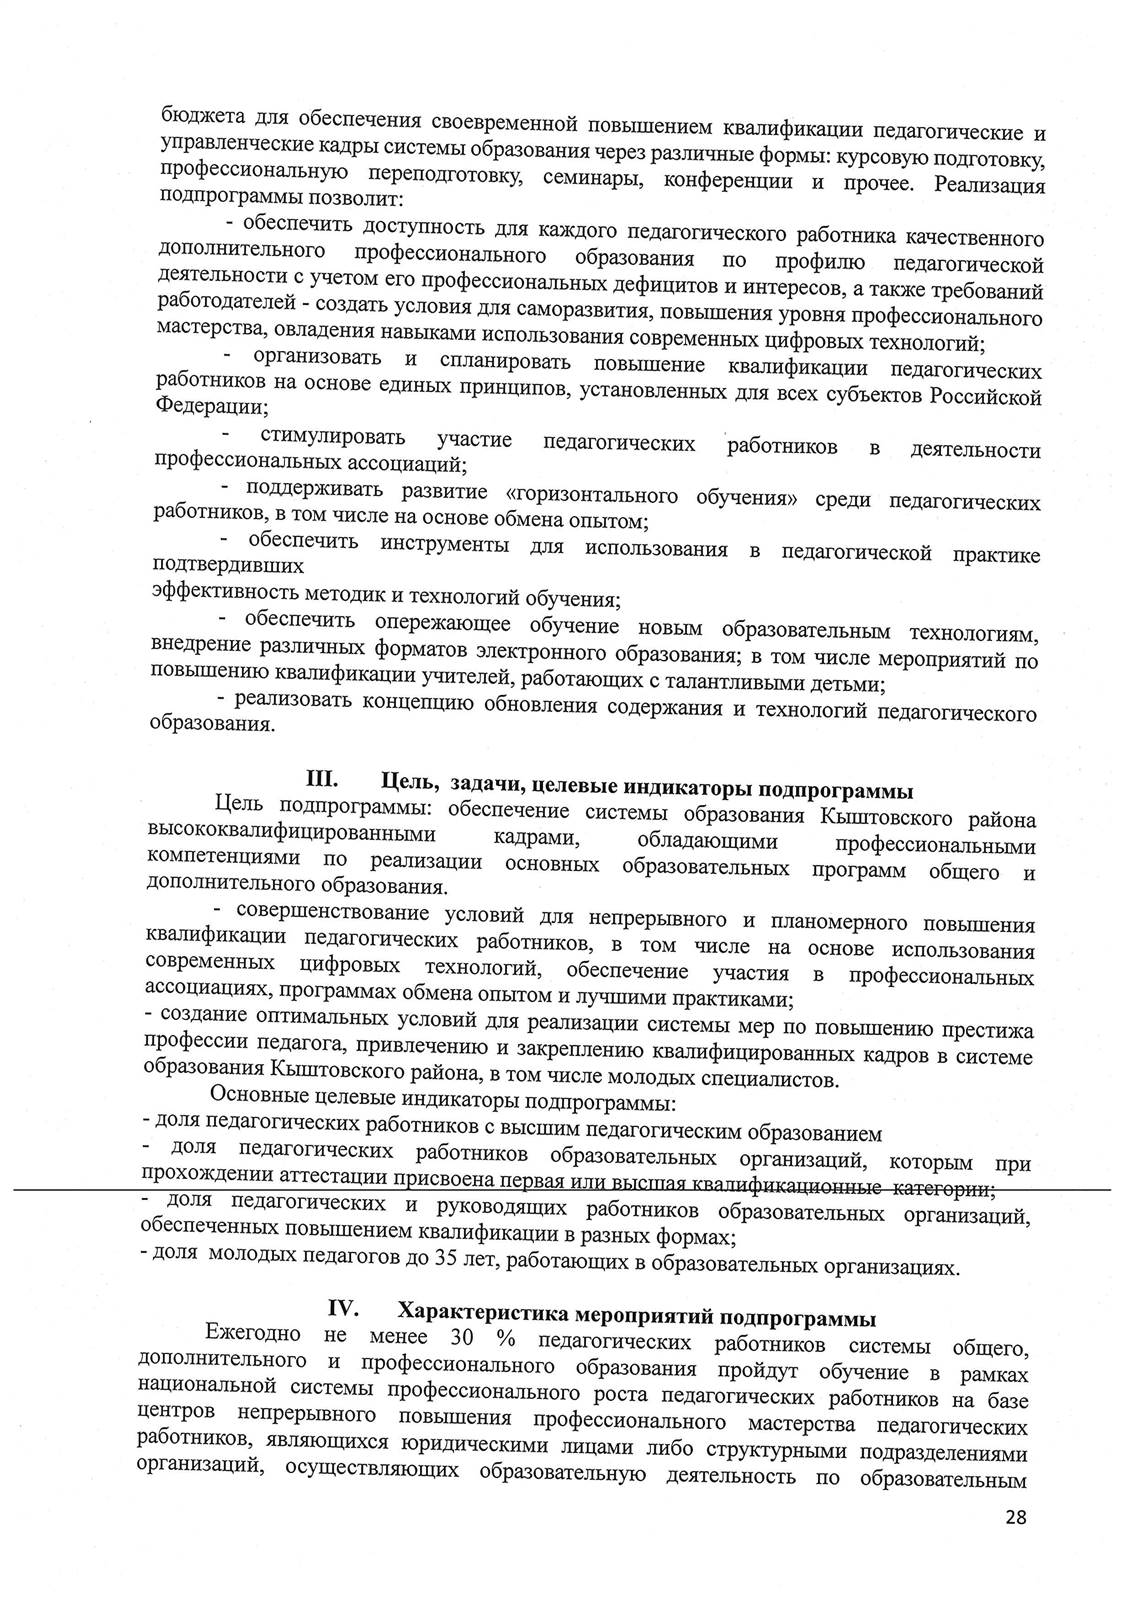 бюджета для обеспечения своевременной повышением квалификации педагогические и
управленческие кадры системы образования через различные формы: курсовую подготовку,
профессиональную переподготовку, семинары, конференции и прочее. Реализация
подпрограммы позволит:
- обеспечить доступность для каждого педагогического работника качественного
дополнительного профессионального образования по профилю педагогической
деятельности с учетом его профессиональных дефицитов и интересов, а также требований
работодателей - создать условия для саморазвития, повышения уровня профессионального
мастерства, овладения навыками использования современных цифровых технологий;
- организовать и спланировать повышение квалификации педагогических
работников на основе единых принципов, установленных для всех субъектов Российской
Федерации;
- стимулировать участие педагогических работников в деятельности
профессиональных ассоциаций;
- поддерживать развитие «горизонтального обучения» среди педагогических
работников, в том числе на основе обмена опытом;
- обеспечить инструменты для использования в педагогической практике
подтвердивших
эффективность методик и технологий обучения;
- обеспечить опережающее обучение новым образовательным технологиям,
внедрение различных форматов электронного образования; в том числе мероприятий по
повышению квалификации учителей, работающих с талантливыми детьми;
- реализовать концепцию обновления содержания и технологий педагогического
образования.
III. Цель, задачи, целевые индикаторы подпрограммы
Цель подпрограммы: обеспечение системы образования Кыштовского района
высококвалифицированными кадрами, обладающими профессиональными
компетенциями по реализации основных образовательных программ общего и
дополнительного образования.
- совершенствование условий для непрерывного и планомерного повышения
квалификации педагогических работников, в том числе на основе использования
современных цифровых технологий, обеспечение участия в профессиональных
ассоциациях, программах обмена опытом и лучшими практиками;
- создание оптимальных условий для реализации системы мер по повышению престижа
профессии педагога, привлечению и закреплению квалифицированных кадров в системе
образования Кыштовского района, в том числе молодых специалистов.
Основные целевые индикаторы подпрограммы:
- доля педагогических работников с высшим педагогическим образованием
- доля педагогических работников образовательных организаций, которым при
прохождении аттестации присвоена первая или высшая квалификационные категории;
- доля педагогических и руководящих работников образовательных организаций,
обеспеченных повышением квалификации в разных формах;
- доля молодых педагогов до 35 лет, работающих в образовательных организациях.
IV. Характеристика мероприятий подпрограммы
Ежегодно не менее 30 % педагогических работников системы общего,
дополнительного и профессионального образования пройдут обучение в рамках
национальной системы профессионального роста педагогических работников на базе
центров непрерывного повышения профессионального мастерства педагогических
работников, являющихся юридическими лицами либо структурными подразделениями
организаций, осуществляющих образовательную деятельность по образовательным
28